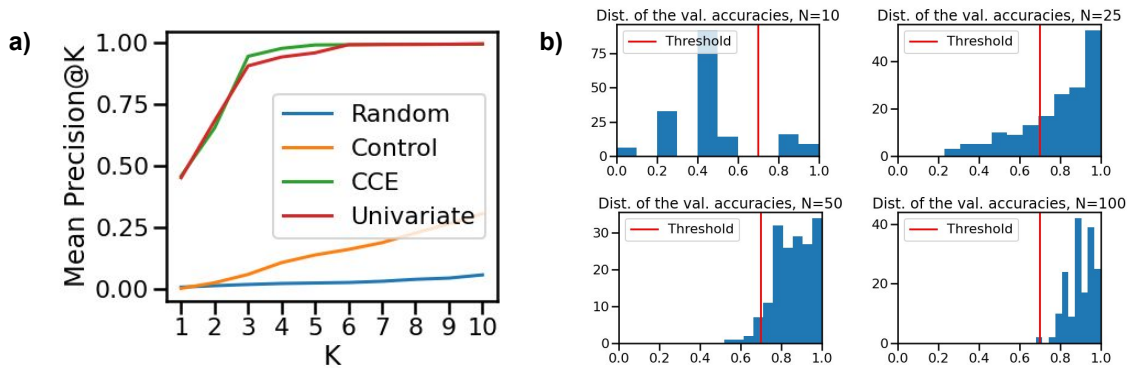 a)
Mean Precision@K
1.00
0.75
0.50
0.25
0.00
Random
Control
CCE
Univariate
1 2 3 4 5 6 7 8 9 10
K
b)
Dist. of the val. accuracies, N=10
Threshold
75
50
25
0
0.0 0.2 0.4 0.6 0.8 1.0
Dist. of the val. accuracies, N=25
Threshold
40
20
0
0.0 0.2 0.4 0.6 0.8 1.0
Dist. of the val. accuracies, N=50
Threshold
30
20
10
0
0.0 0.2 0.4 0.6 0.8 1.0
Dist. of the val. accuracies, N=100
Threshold
40
20
0
0.0 0.2 0.4 0.6 0.8 1.0